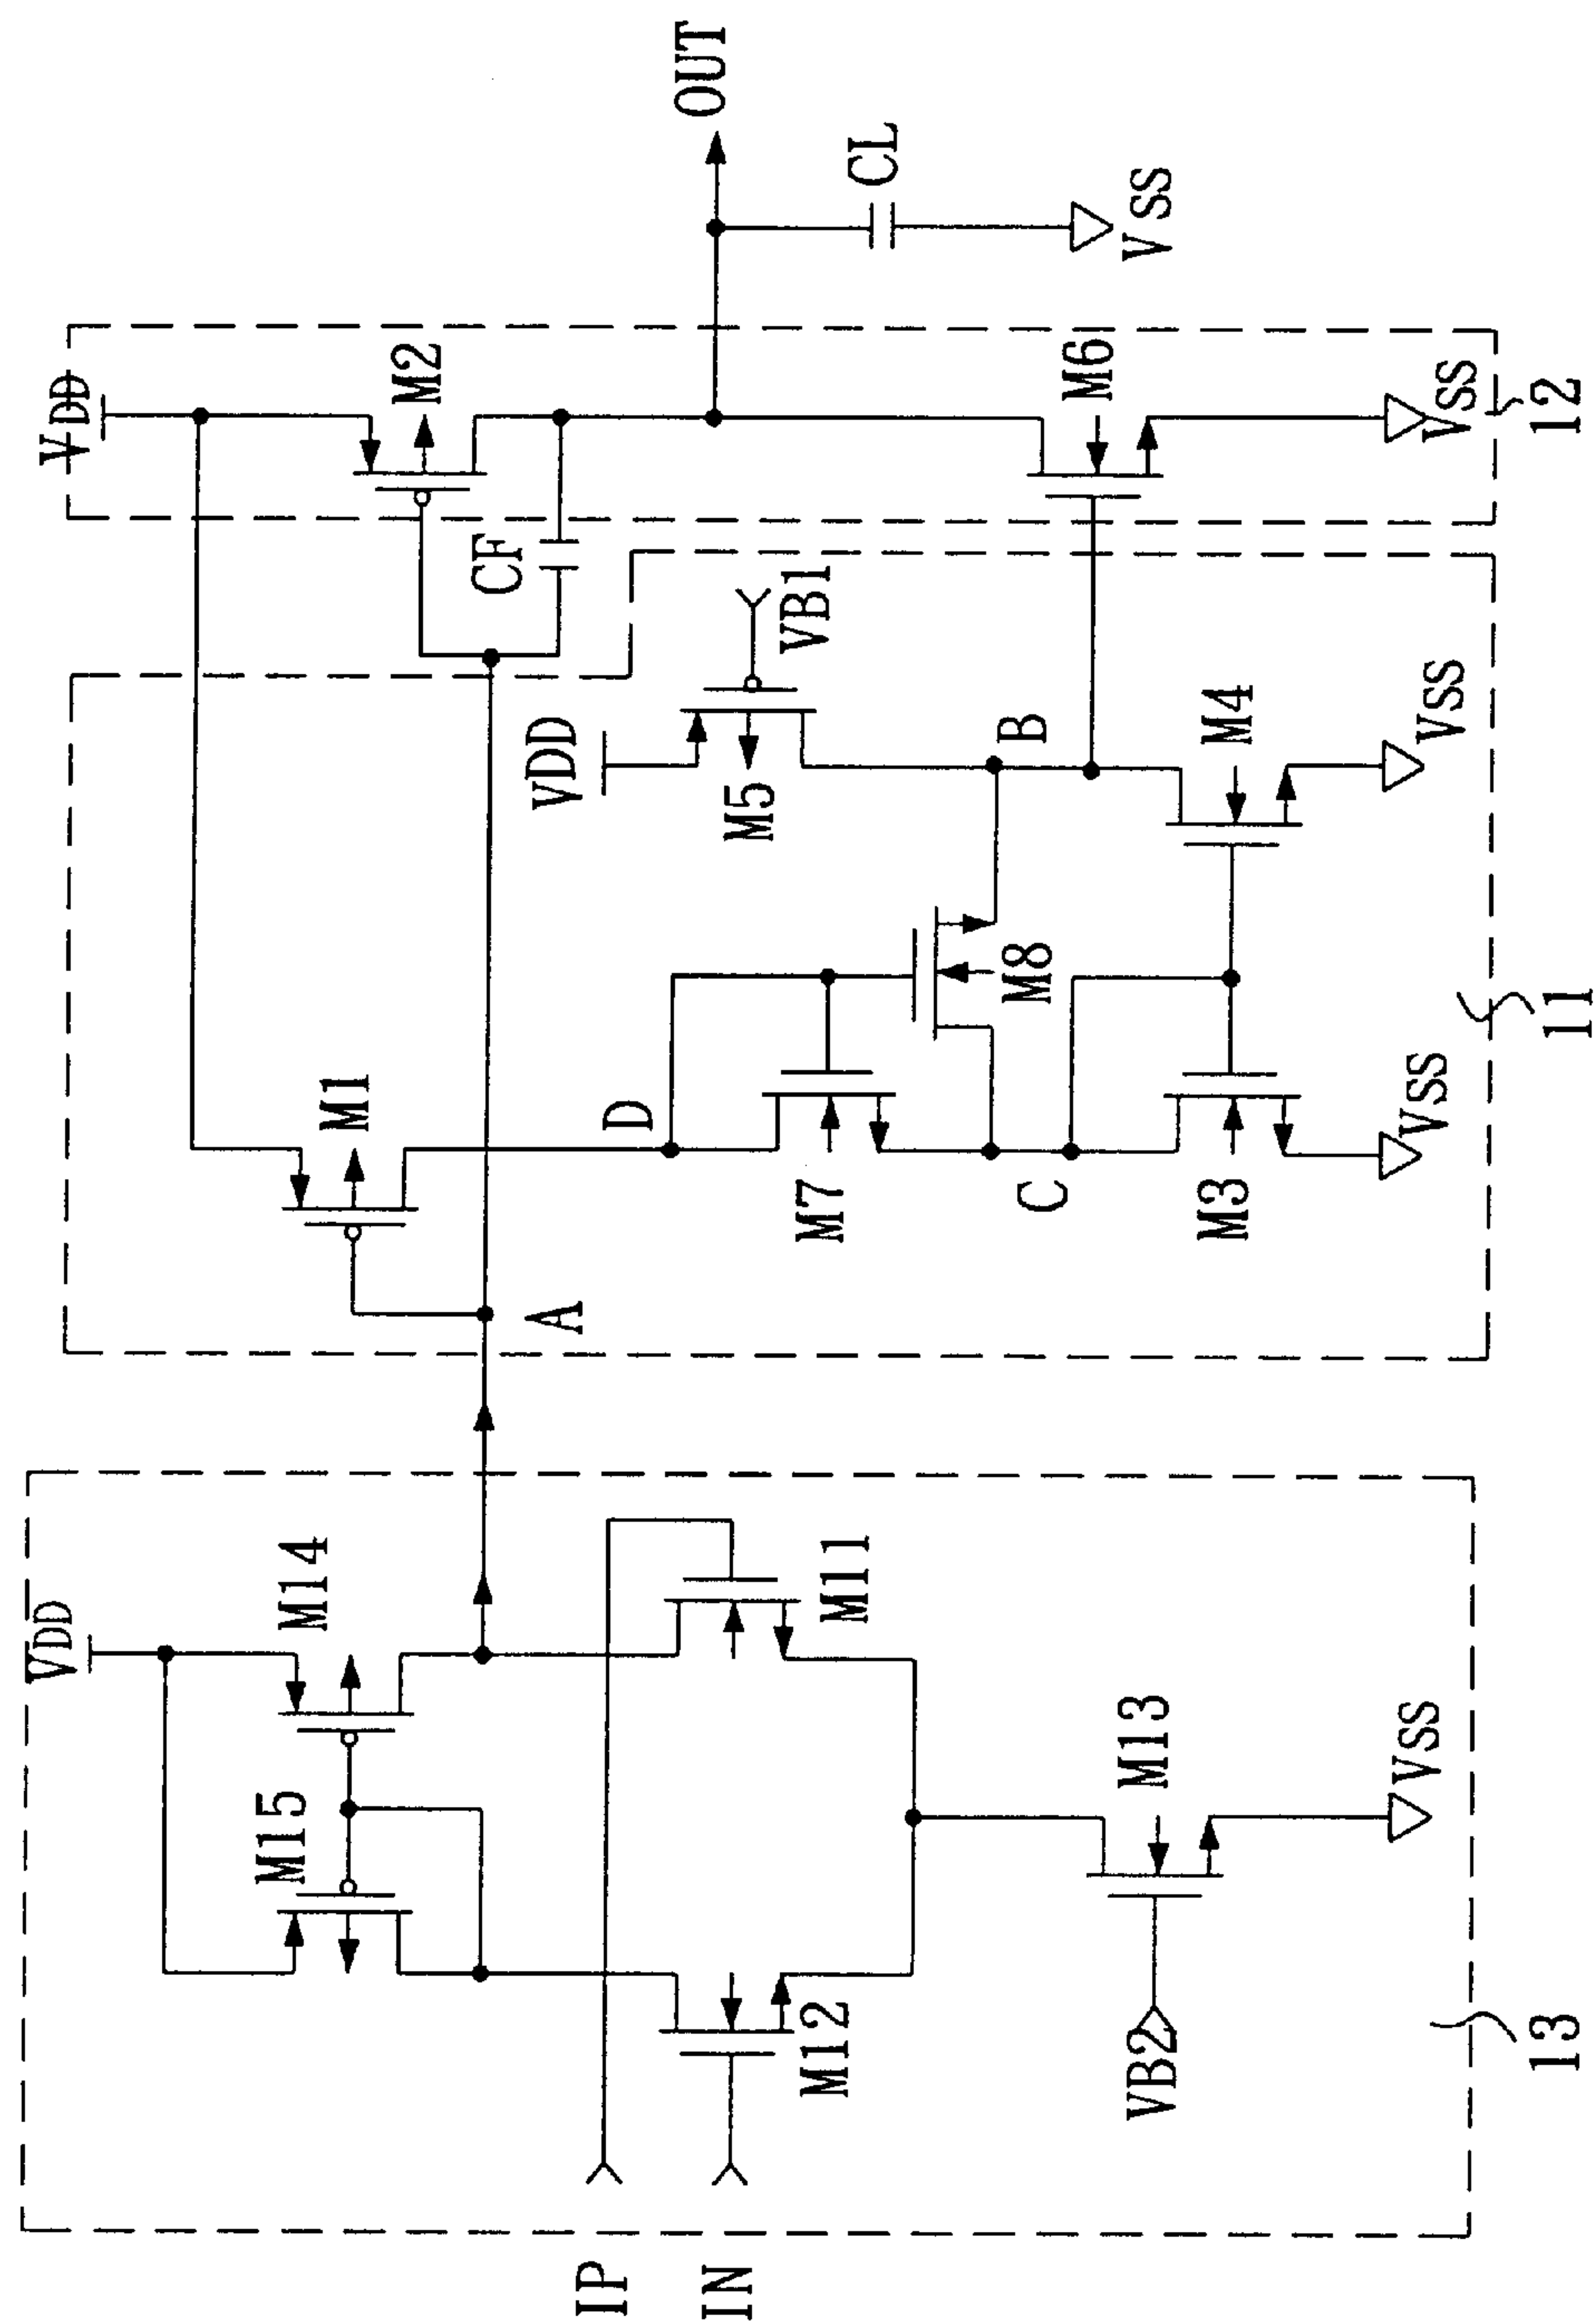 VDD
M15
M14
IP
IN
M12
M11
VB2
M13
VSS
13
M1
A
D
M7
C
M3
VSS
M8
VDD
M5
VB1
B
M4
VSS
11
VDD
M2
CF
M6
VSS
12
OUT
CL
VSS